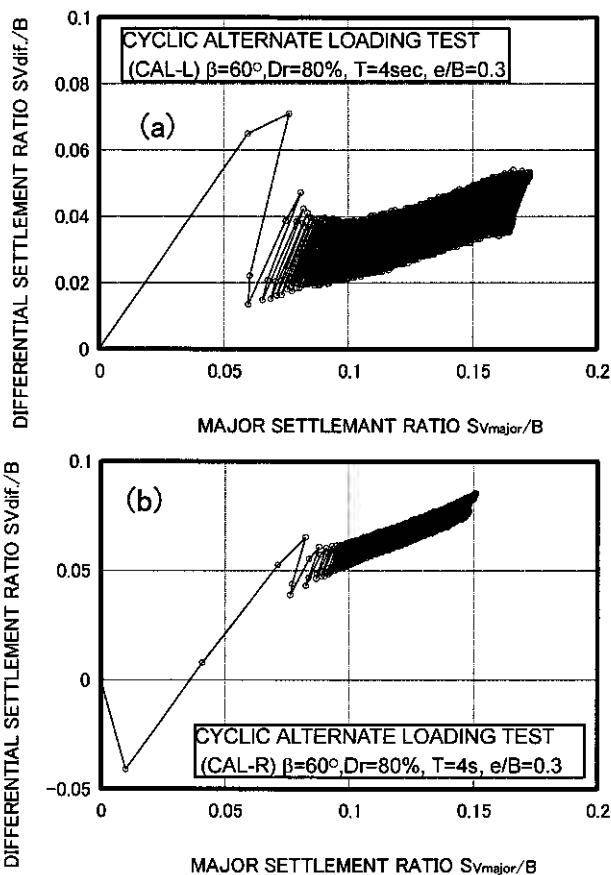 CYCLIC ALTERNATE LOADING TEST
(CAL-L) β=60°,Dr=80%, T=4sec, e/B=0.3
(a)
DIFFERENTIAL SETTLEMENT RATIO SVdif./B
0.1
0.08
0.06
0.04
0.02
0
0
0.05
0.1
0.15
0.2
MAJOR SETTLEMANT RATIO SVmajor/B
DIFFERENTIAL SETTLEMENT RATIO SVdif./B
(b)
0.1
0.05
0
-0.05
CYCLIC ALTERNATE LOADING TEST
(CAL-R) β=60°,Dr=80%, T=4s, e/B=0.3
0
0.05
0.1
0.15
0.2
MAJOR SETTLEMANT RATIO SVmajor/B